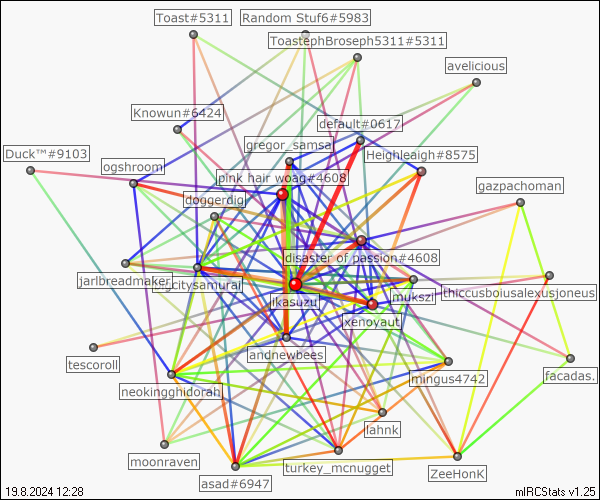 Toast#5311
Random Stuf6#5983
ToastephBroseph5311#5311
avelicious
Knowun#6424
default#0617
gregor_samsa
Duck™#9103
Heighleaigh#8575
ogshroom
pink hair woag#4608
gazpachoman
doggerdigi
disaster of passion#4608
jarlbreadmaker
citysamurai
mukszi
thiccusboiusalexusjoneus
ikasuzu
xenoyaut
andnewbees
tescoroll
mingus4742
facadas.
neokingghidorah
lahnk
moonraven
turkey_mcnugget
ZeeHonK
asad#6947
19.8.2024 12:28
mIRCStats v1.25